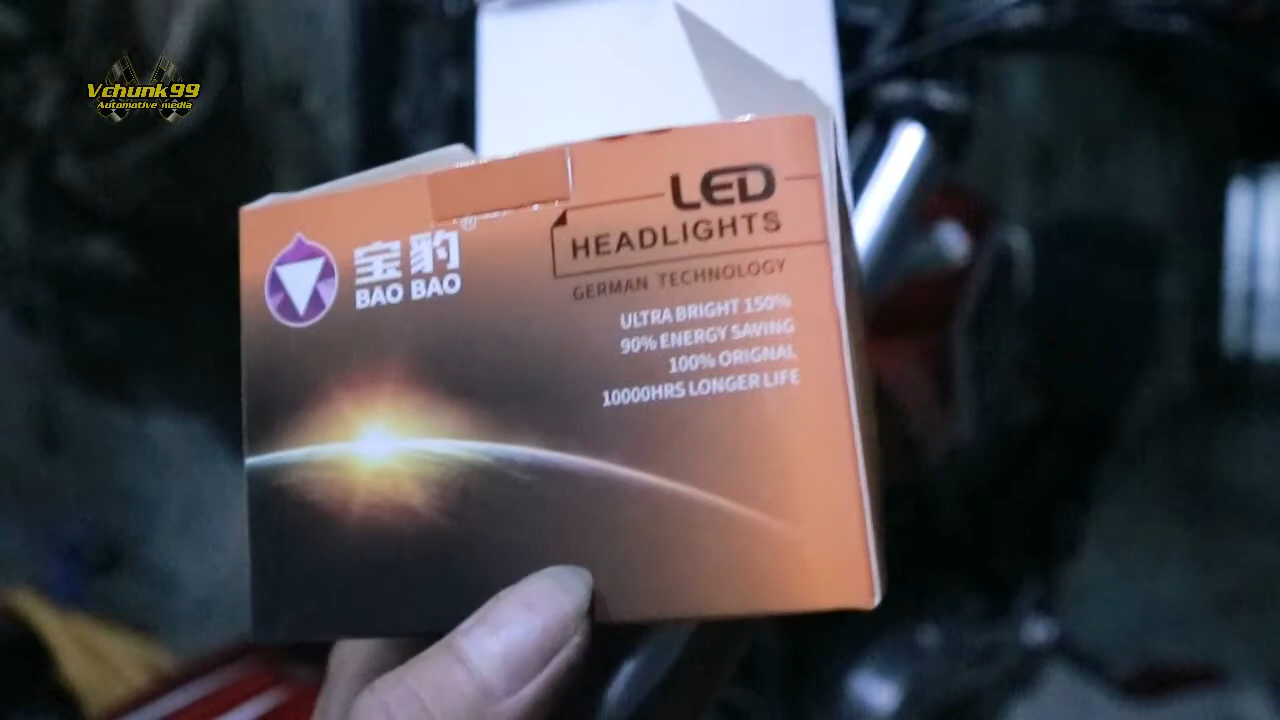 Vchunk99
Automotive media
宝豹®
BAO BAO
LED
HEADLIGHTS
GERMAN TECHNOLOGY
ULTRA BRIGHT 150%
90% ENERGY SAVING
100% ORIGNAL
10000HRS LONGER LIFE